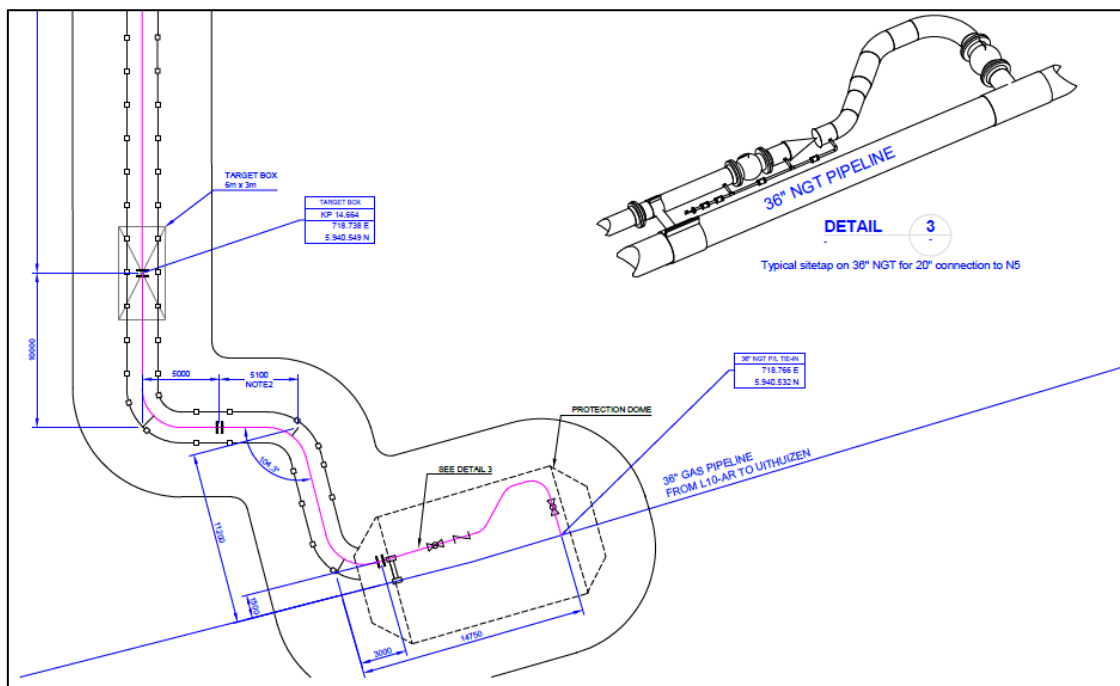 TARGET BOX
6m x 3m
TARGET BOX
KP 14.664
718.738 E
5.940.549 N
36" NGT PIPELINE
DETAIL 3
-
-
Typical sitetap on 36" NGT for 20" connection to N5
10000
5000
5100
NOTE2
36" NGT P/L TIE-IN
718.766 E
5.940.532 N
PROTECTION DOME
104.3°
SEE DETAIL 3
36" GAS PIPELINE
FROM L10-AR TO UITHUIZEN
11200
1500
3000
14750